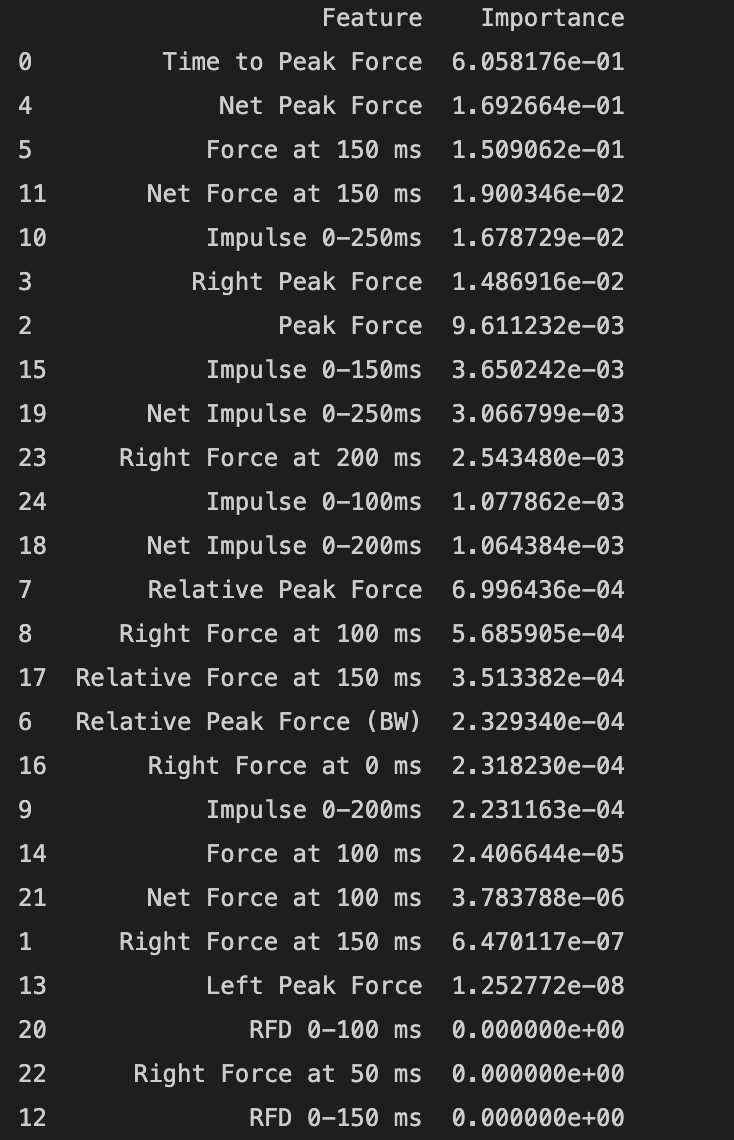 Feature Importance
0 Time to Peak Force 6.058176e-01
4 Net Peak Force 1.692664e-01
5 Force at 150 ms 1.509062e-01
11 Net Force at 150 ms 1.900346e-02
10 Impulse 0-250ms 1.678729e-02
3 Right Peak Force 1.486916e-02
2 Peak Force 9.611232e-03
15 Impulse 0-150ms 3.650242e-03
19 Net Impulse 0-250ms 3.066799e-03
23 Right Force at 200 ms 2.543480e-03
24 Impulse 0-100ms 1.077862e-03
18 Net Impulse 0-200ms 1.064384e-03
7 Relative Peak Force 6.996436e-04
8 Right Force at 100 ms 5.685905e-04
17 Relative Force at 150 ms 3.513382e-04
6 Relative Peak Force (BW) 2.329340e-04
16 Right Force at 0 ms 2.318230e-04
9 Impulse 0-200ms 2.231163e-04
14 Force at 100 ms 2.406644e-05
21 Net Force at 100 ms 3.783788e-06
1 Right Force at 150 ms 6.470117e-07
13 Left Peak Force 1.252772e-08
20 RFD 0-100 ms 0.000000e+00
22 Right Force at 50 ms 0.000000e+00
12 RFD 0-150 ms 0.000000e+00